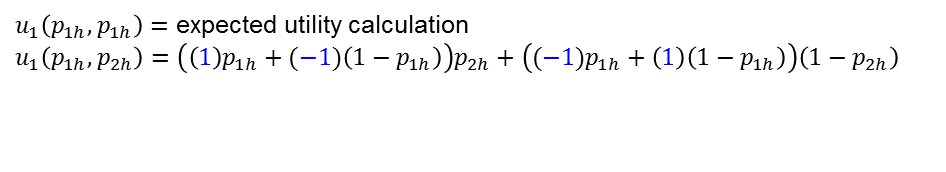 𝑢₁(𝑝₁ₕ, 𝑝₁ₕ) = expected utility calculation
𝑢₁(𝑝₁ₕ, 𝑝₂ₕ) = ((1)𝑝₁ₕ + (−1)(1 − 𝑝₁ₕ))𝑝₂ₕ + ((−1)𝑝₁ₕ + (1)(1 − 𝑝₁ₕ))(1 − 𝑝₂ₕ)